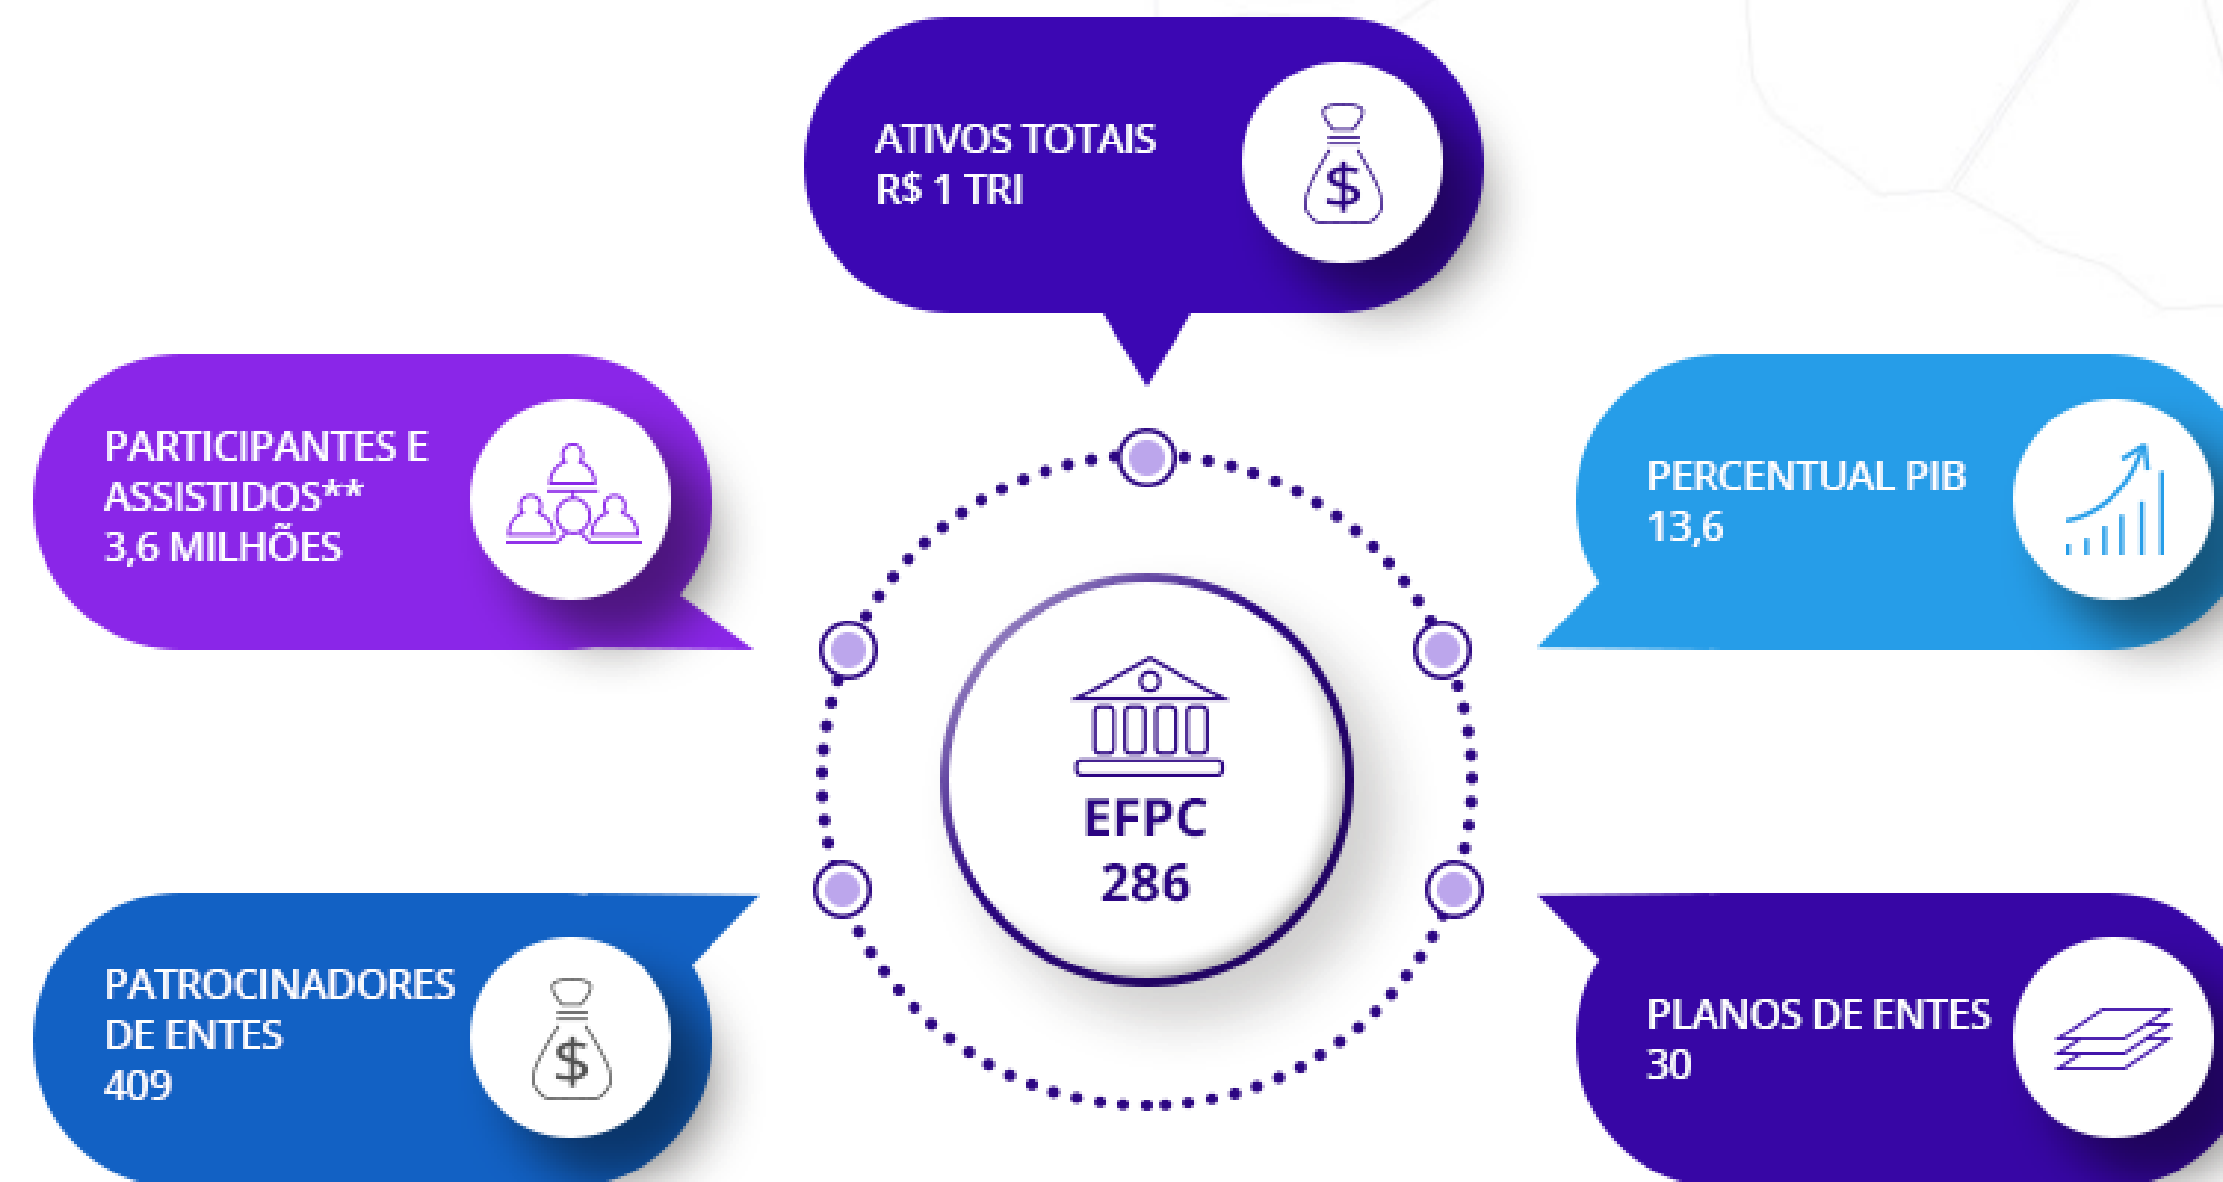 ATIVOS TOTAIS
R$ 1 TRI
PARTICIPANTES E
ASSISTIDOS**
3,6 MILHÕES
PERCENTUAL PIB
13,6
EFPC
286
PATROCINADORES
DE ENTES
409
PLANOS DE ENTES
30